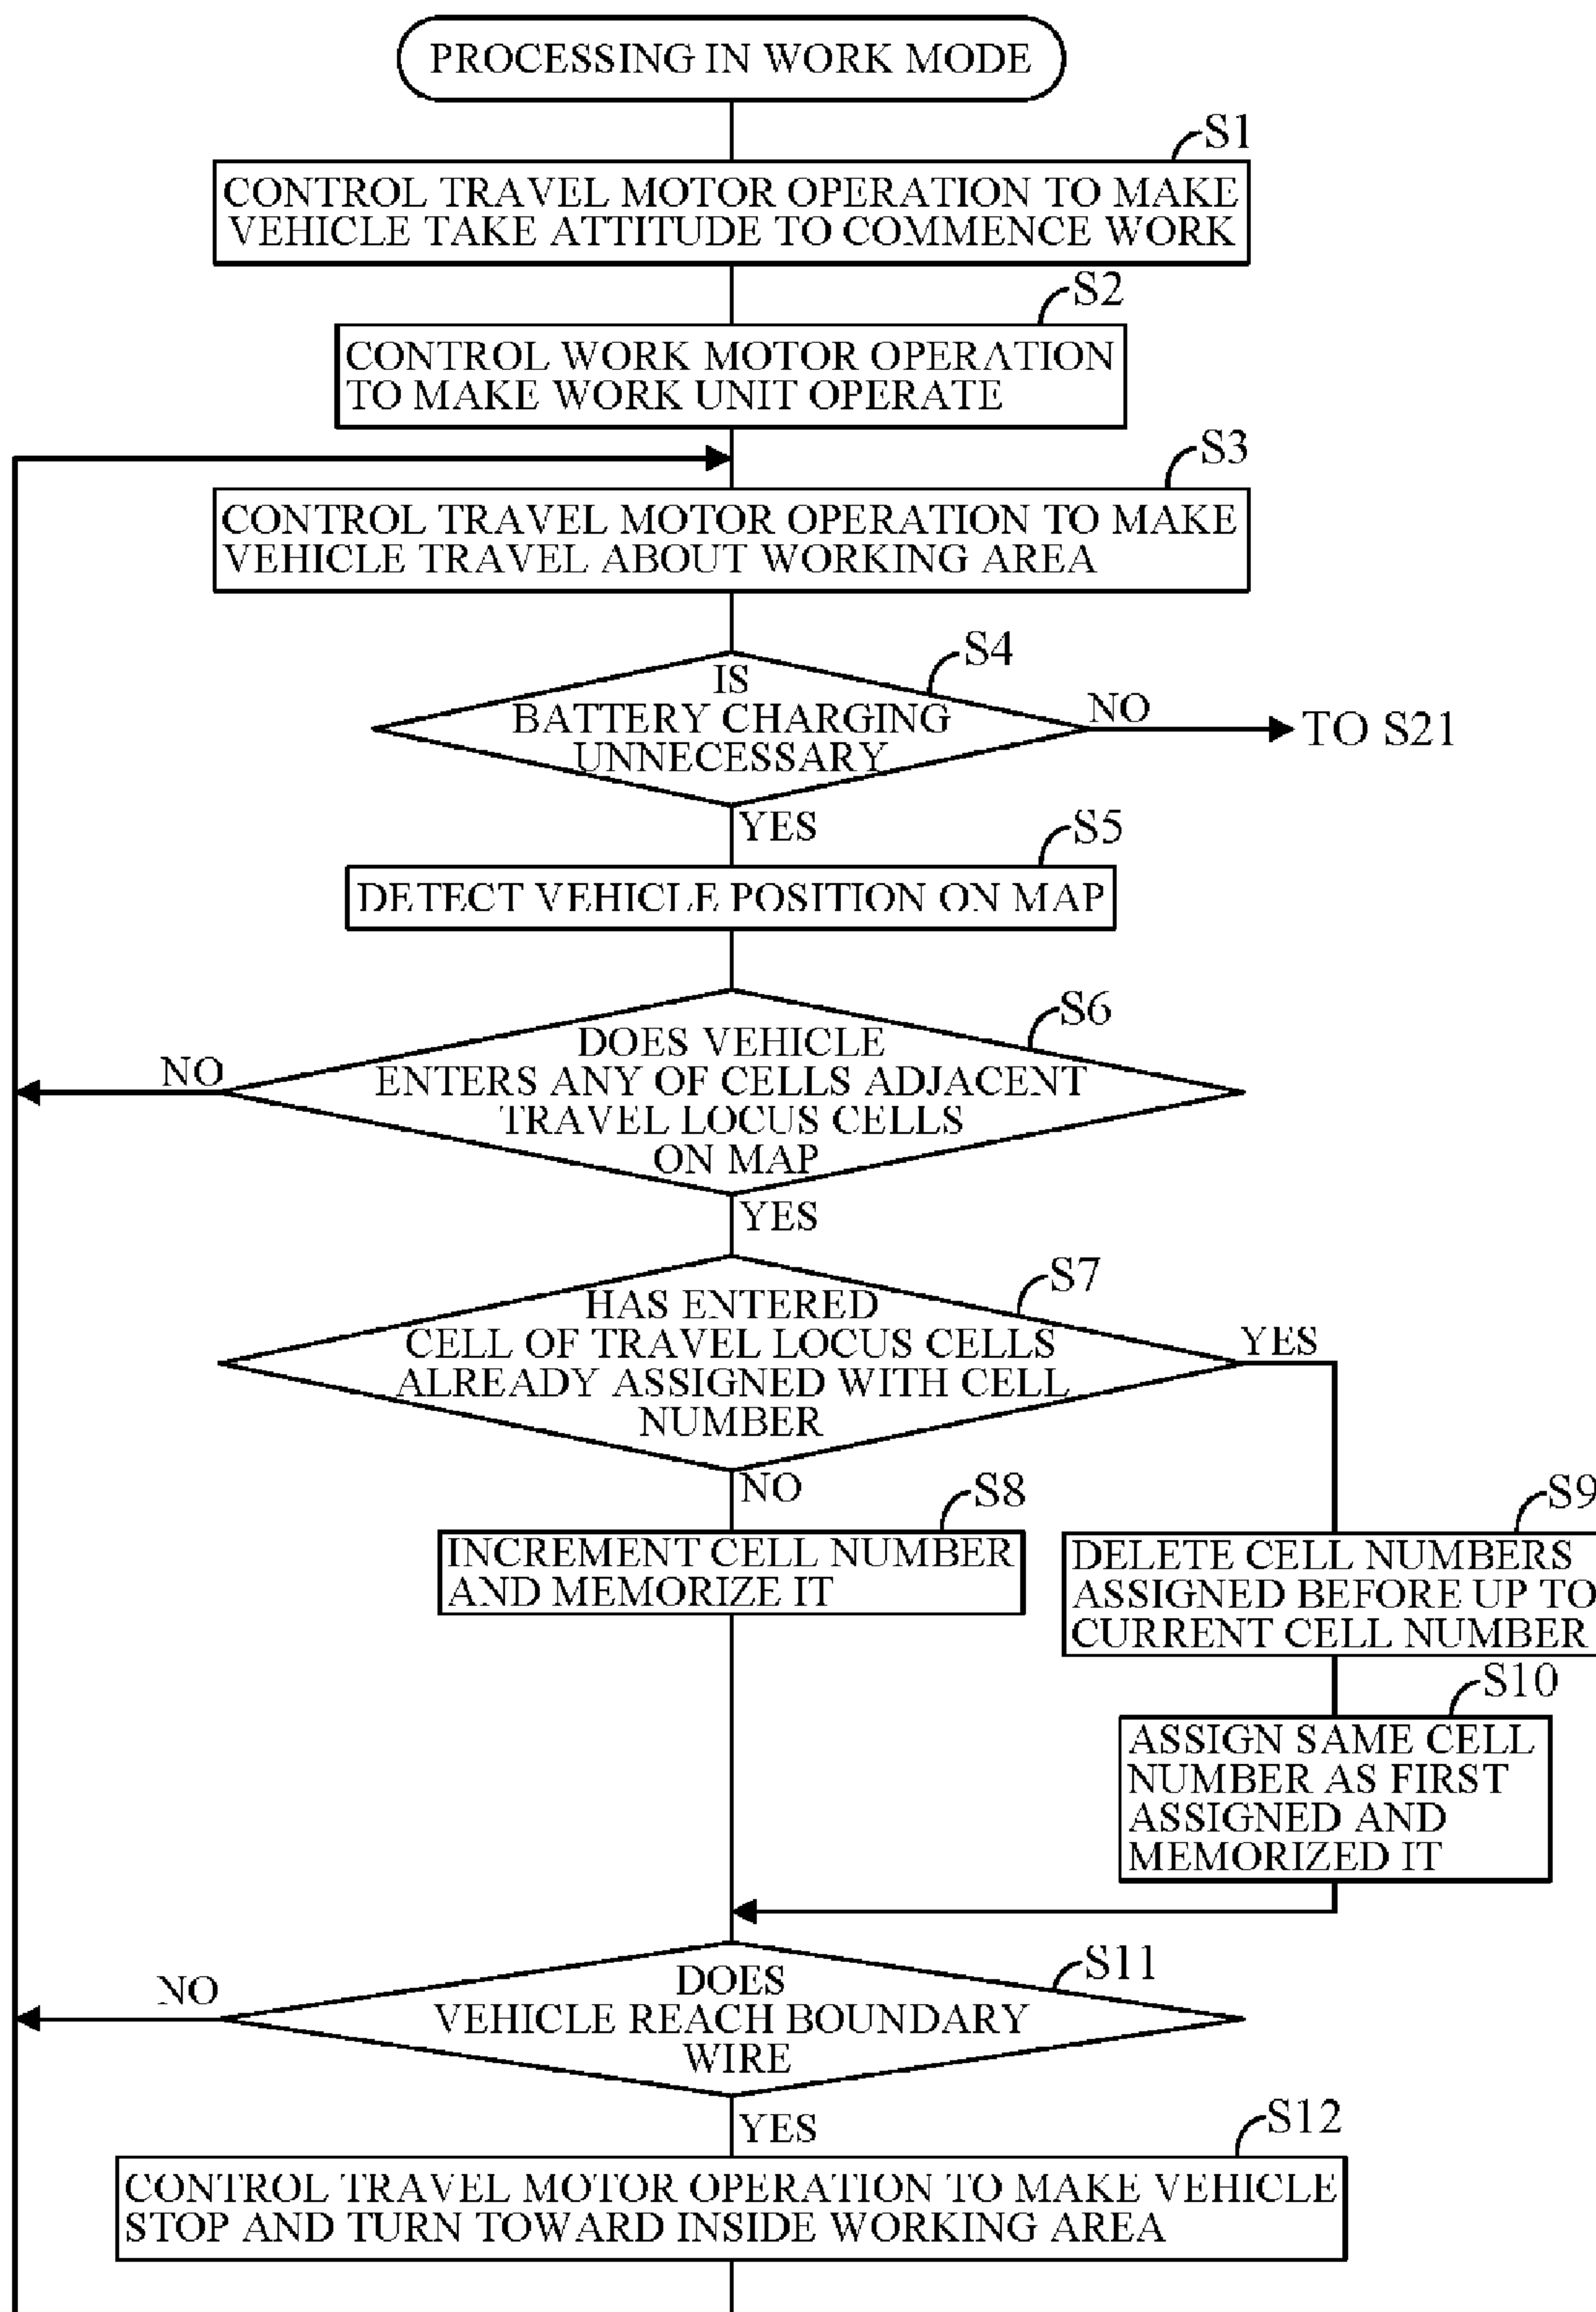 PROCESSING IN WORK MODE
S1
CONTROL TRAVEL MOTOR OPERATION TO MAKE
VEHICLE TAKE ATTITUDE TO COMMENCE WORK
S2
CONTROL WORK MOTOR OPERATION
TO MAKE WORK UNIT OPERATE
S3
CONTROL TRAVEL MOTOR OPERATION TO MAKE
VEHICLE TRAVEL ABOUT WORKING AREA
S4
IS
BATTERY CHARGING
UNNECESSARY
NO
TO S21
YES
S5
DETECT VEHICLE POSITION ON MAP
S6
DOES VEHICLE
ENTERS ANY OF CELLS ADJACENT
TRAVEL LOCUS CELLS
ON MAP
NO
YES
S7
HAS ENTERED
CELL OF TRAVEL LOCUS CELLS
ALREADY ASSIGNED WITH CELL
NUMBER
YES
NO
S8
INCREMENT CELL NUMBER
AND MEMORIZE IT
S9
DELETE CELL NUMBERS
ASSIGNED BEFORE UP TO
CURRENT CELL NUMBER
S10
ASSIGN SAME CELL
NUMBER AS FIRST
ASSIGNED AND
MEMORIZED IT
S11
DOES
VEHICLE REACH BOUNDARY
WIRE
NO
YES
S12
CONTROL TRAVEL MOTOR OPERATION TO MAKE VEHICLE
STOP AND TURN TOWARD INSIDE WORKING AREA